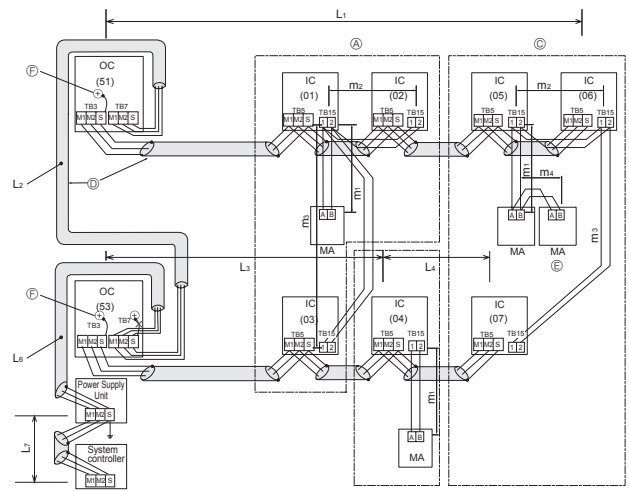 L1
Ⓐ
Ⓒ
Ⓕ
OC
(51)
TB3
TB7
M1 M2 S
M1 M2 S
IC
(01)
TB5
TB15
M1 M2 S
1 2
m2
IC
(02)
TB5
TB15
M1 M2 S
1 2
IC
(05)
TB5
TB15
M1 M2 S
1 2
m2
IC
(06)
TB5
TB15
M1 M2 S
1 2
L2
Ⓓ
m3
m1
A B
MA
m1
m4
A B
MA
A B
MA
Ⓔ
m3
L3
L4
Ⓕ
OC
(53)
TB3
TB7
M1 M2 S
M1 M2 S
IC
(03)
TB5
TB15
M1 M2 S
1 2
IC
(04)
TB5
TB15
M1 M2 S
1 2
IC
(07)
TB5
TB15
M1 M2 S
1 2
L6
Power Supply
Unit
M1 M2 S
m1
A B
MA
L7
System
controller
M1 M2 S